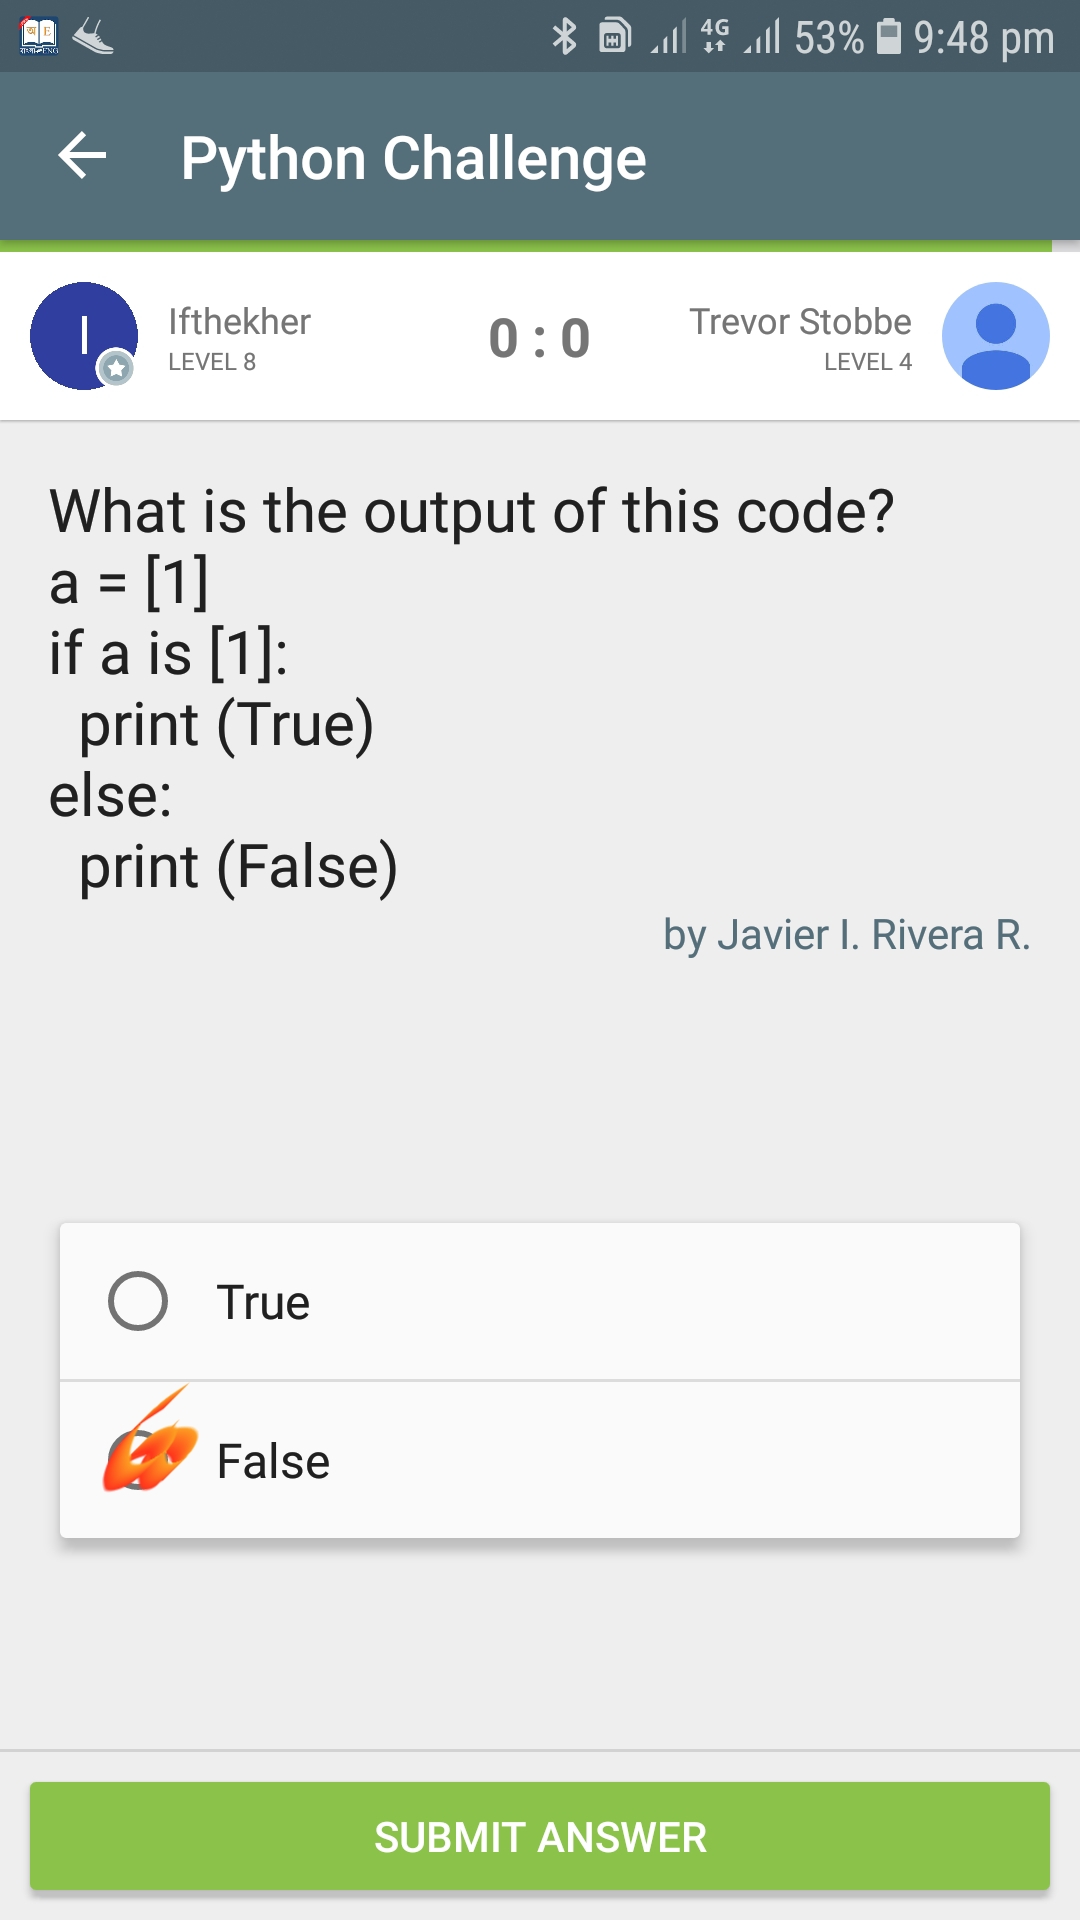 4G 53% 9:48 pm
Python Challenge
I
Ifthekher
LEVEL 8
0 : 0
Trevor Stobbe
LEVEL 4
What is the output of this code?
a = [1]
if a is [1]:
print (True)
else:
print (False)
by Javier I. Rivera R.
True
False
SUBMIT ANSWER